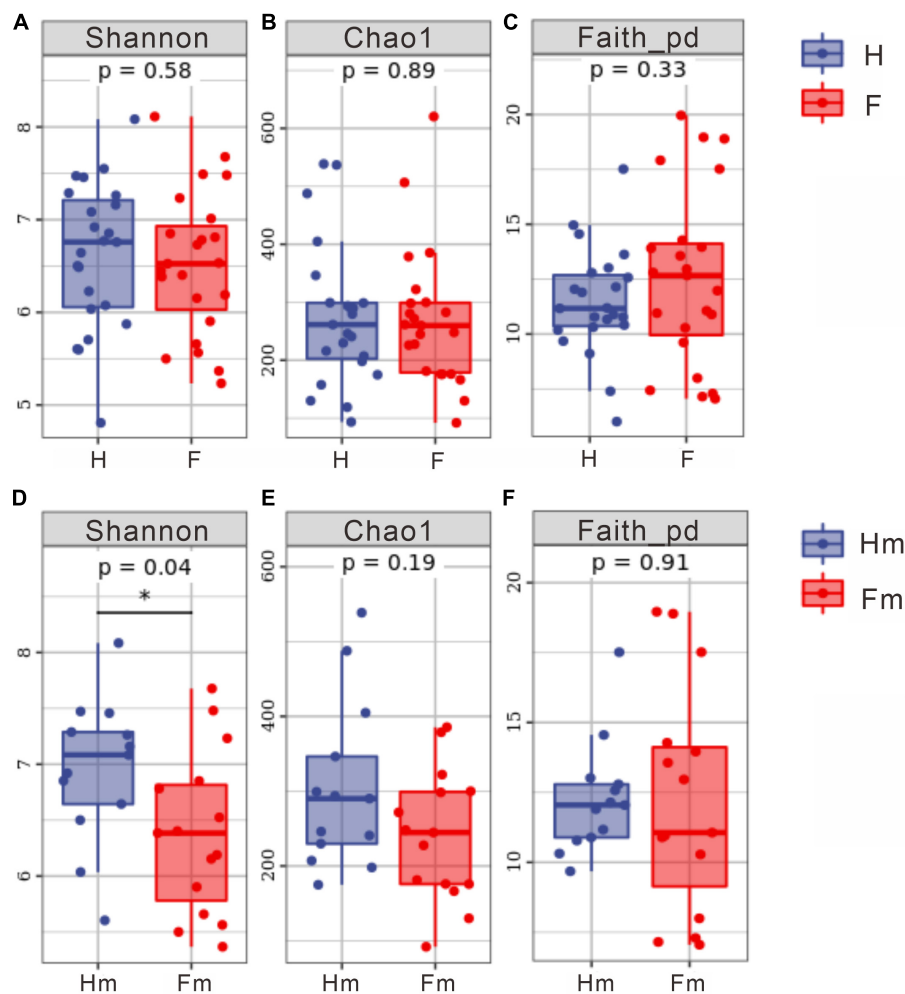 A
Shannon
p = 0.58
8
7
6
5
H
F
B
Chao1
p = 0.89
600
400
200
H
F
C
Faith_pd
p = 0.33
20
15
10
H
F
H
F
D
Shannon
p = 0.04
*
8
7
6
Hm
Fm
E
Chao1
p = 0.19
600
400
200
Hm
Fm
F
Faith_pd
p = 0.91
20
15
10
Hm
Fm
Hm
Fm